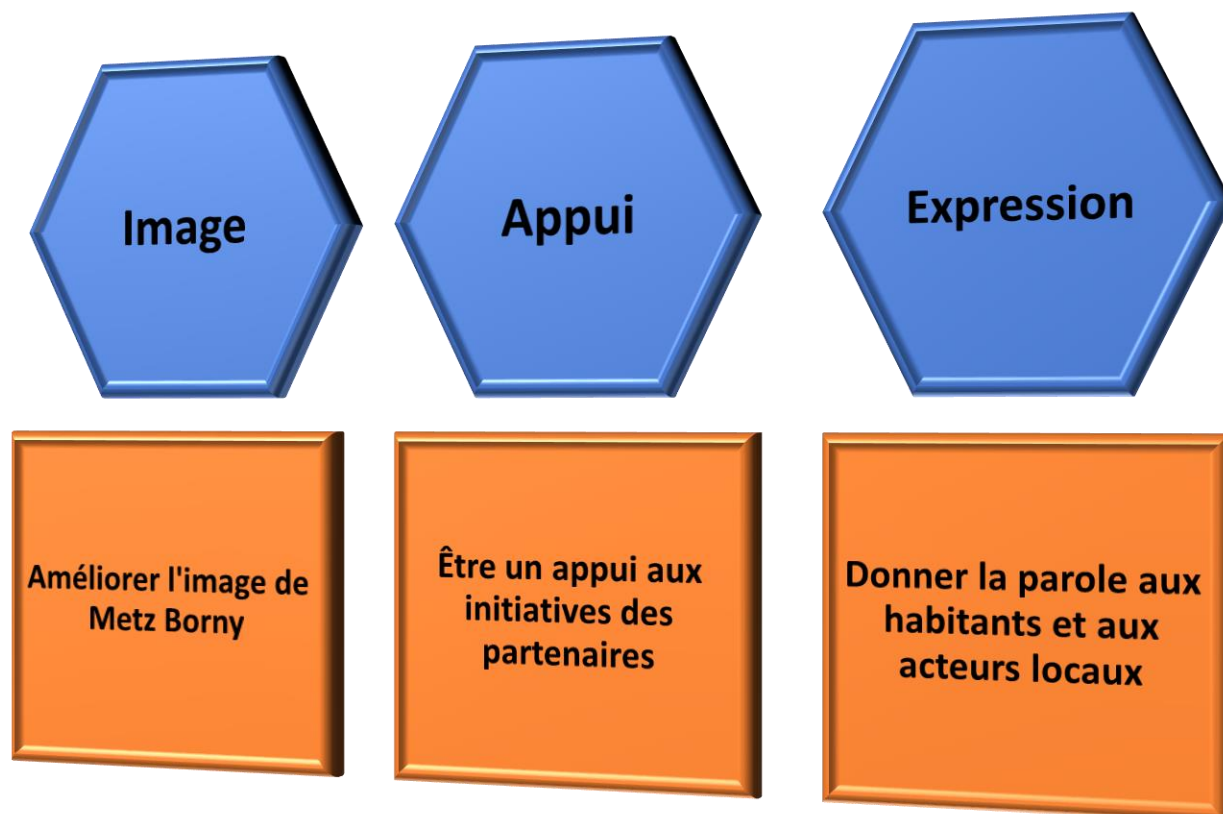 Image
Appui
Expression
Améliorer l'image de
Metz Borny
Être un appui aux
initiatives des
partenaires
Donner la parole aux
habitants et aux
acteurs locaux